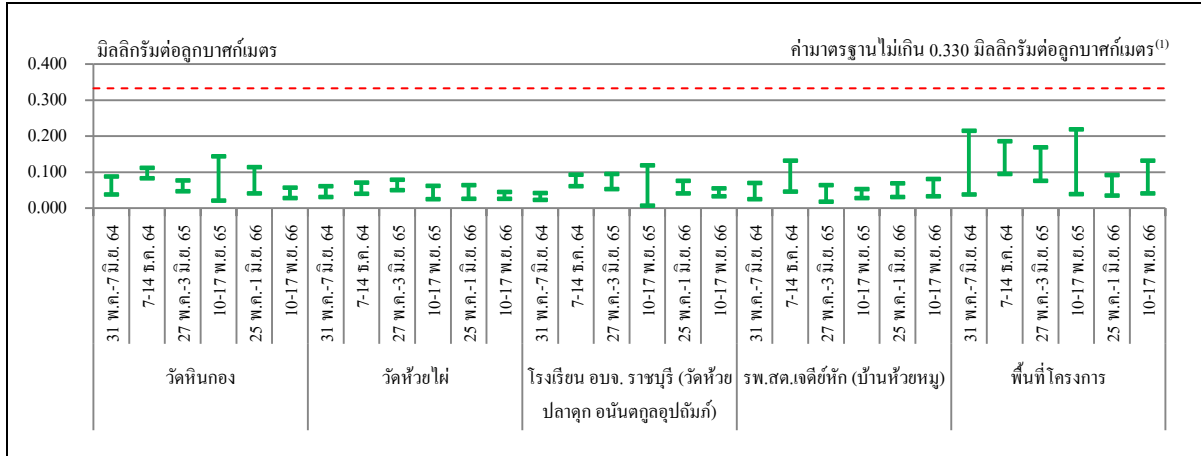 มิลลิกรัมต่อลูกบาศก์เมตร
ค่ามาตรฐานไม่เกิน 0.330 มิลลิกรัมต่อลูกบาศก์เมตร(1)
0.400
0.300
0.200
0.100
0.000
31 พ.ค.-7 มิ.ย. 64
7-14 ธ.ค. 64
27 พ.ค.-3 มิ.ย. 65
10-17 พ.ย. 65
25 พ.ค.-1 มิ.ย. 66
10-17 พ.ย. 66
31 พ.ค.-7 มิ.ย. 64
7-14 ธ.ค. 64
27 พ.ค.-3 มิ.ย. 65
10-17 พ.ย. 65
25 พ.ค.-1 มิ.ย. 66
10-17 พ.ย. 66
31 พ.ค.-7 มิ.ย. 64
7-14 ธ.ค. 64
27 พ.ค.-3 มิ.ย. 65
10-17 พ.ย. 65
25 พ.ค.-1 มิ.ย. 66
10-17 พ.ย. 66
31 พ.ค.-7 มิ.ย. 64
7-14 ธ.ค. 64
27 พ.ค.-3 มิ.ย. 65
10-17 พ.ย. 65
25 พ.ค.-1 มิ.ย. 66
10-17 พ.ย. 66
31 พ.ค.-7 มิ.ย. 64
7-14 ธ.ค. 64
27 พ.ค.-3 มิ.ย. 65
10-17 พ.ย. 65
25 พ.ค.-1 มิ.ย. 66
10-17 พ.ย. 66
วัดหินกอง
วัดห้วยไผ่
โรงเรียน อบจ. ราชบุรี (วัดห้วย
ปลาดุก อนันตกูลอุปถัมภ์)
รพ.สต.เจดีย์หัก (บ้านห้วยหมู)
พื้นที่โครงการ